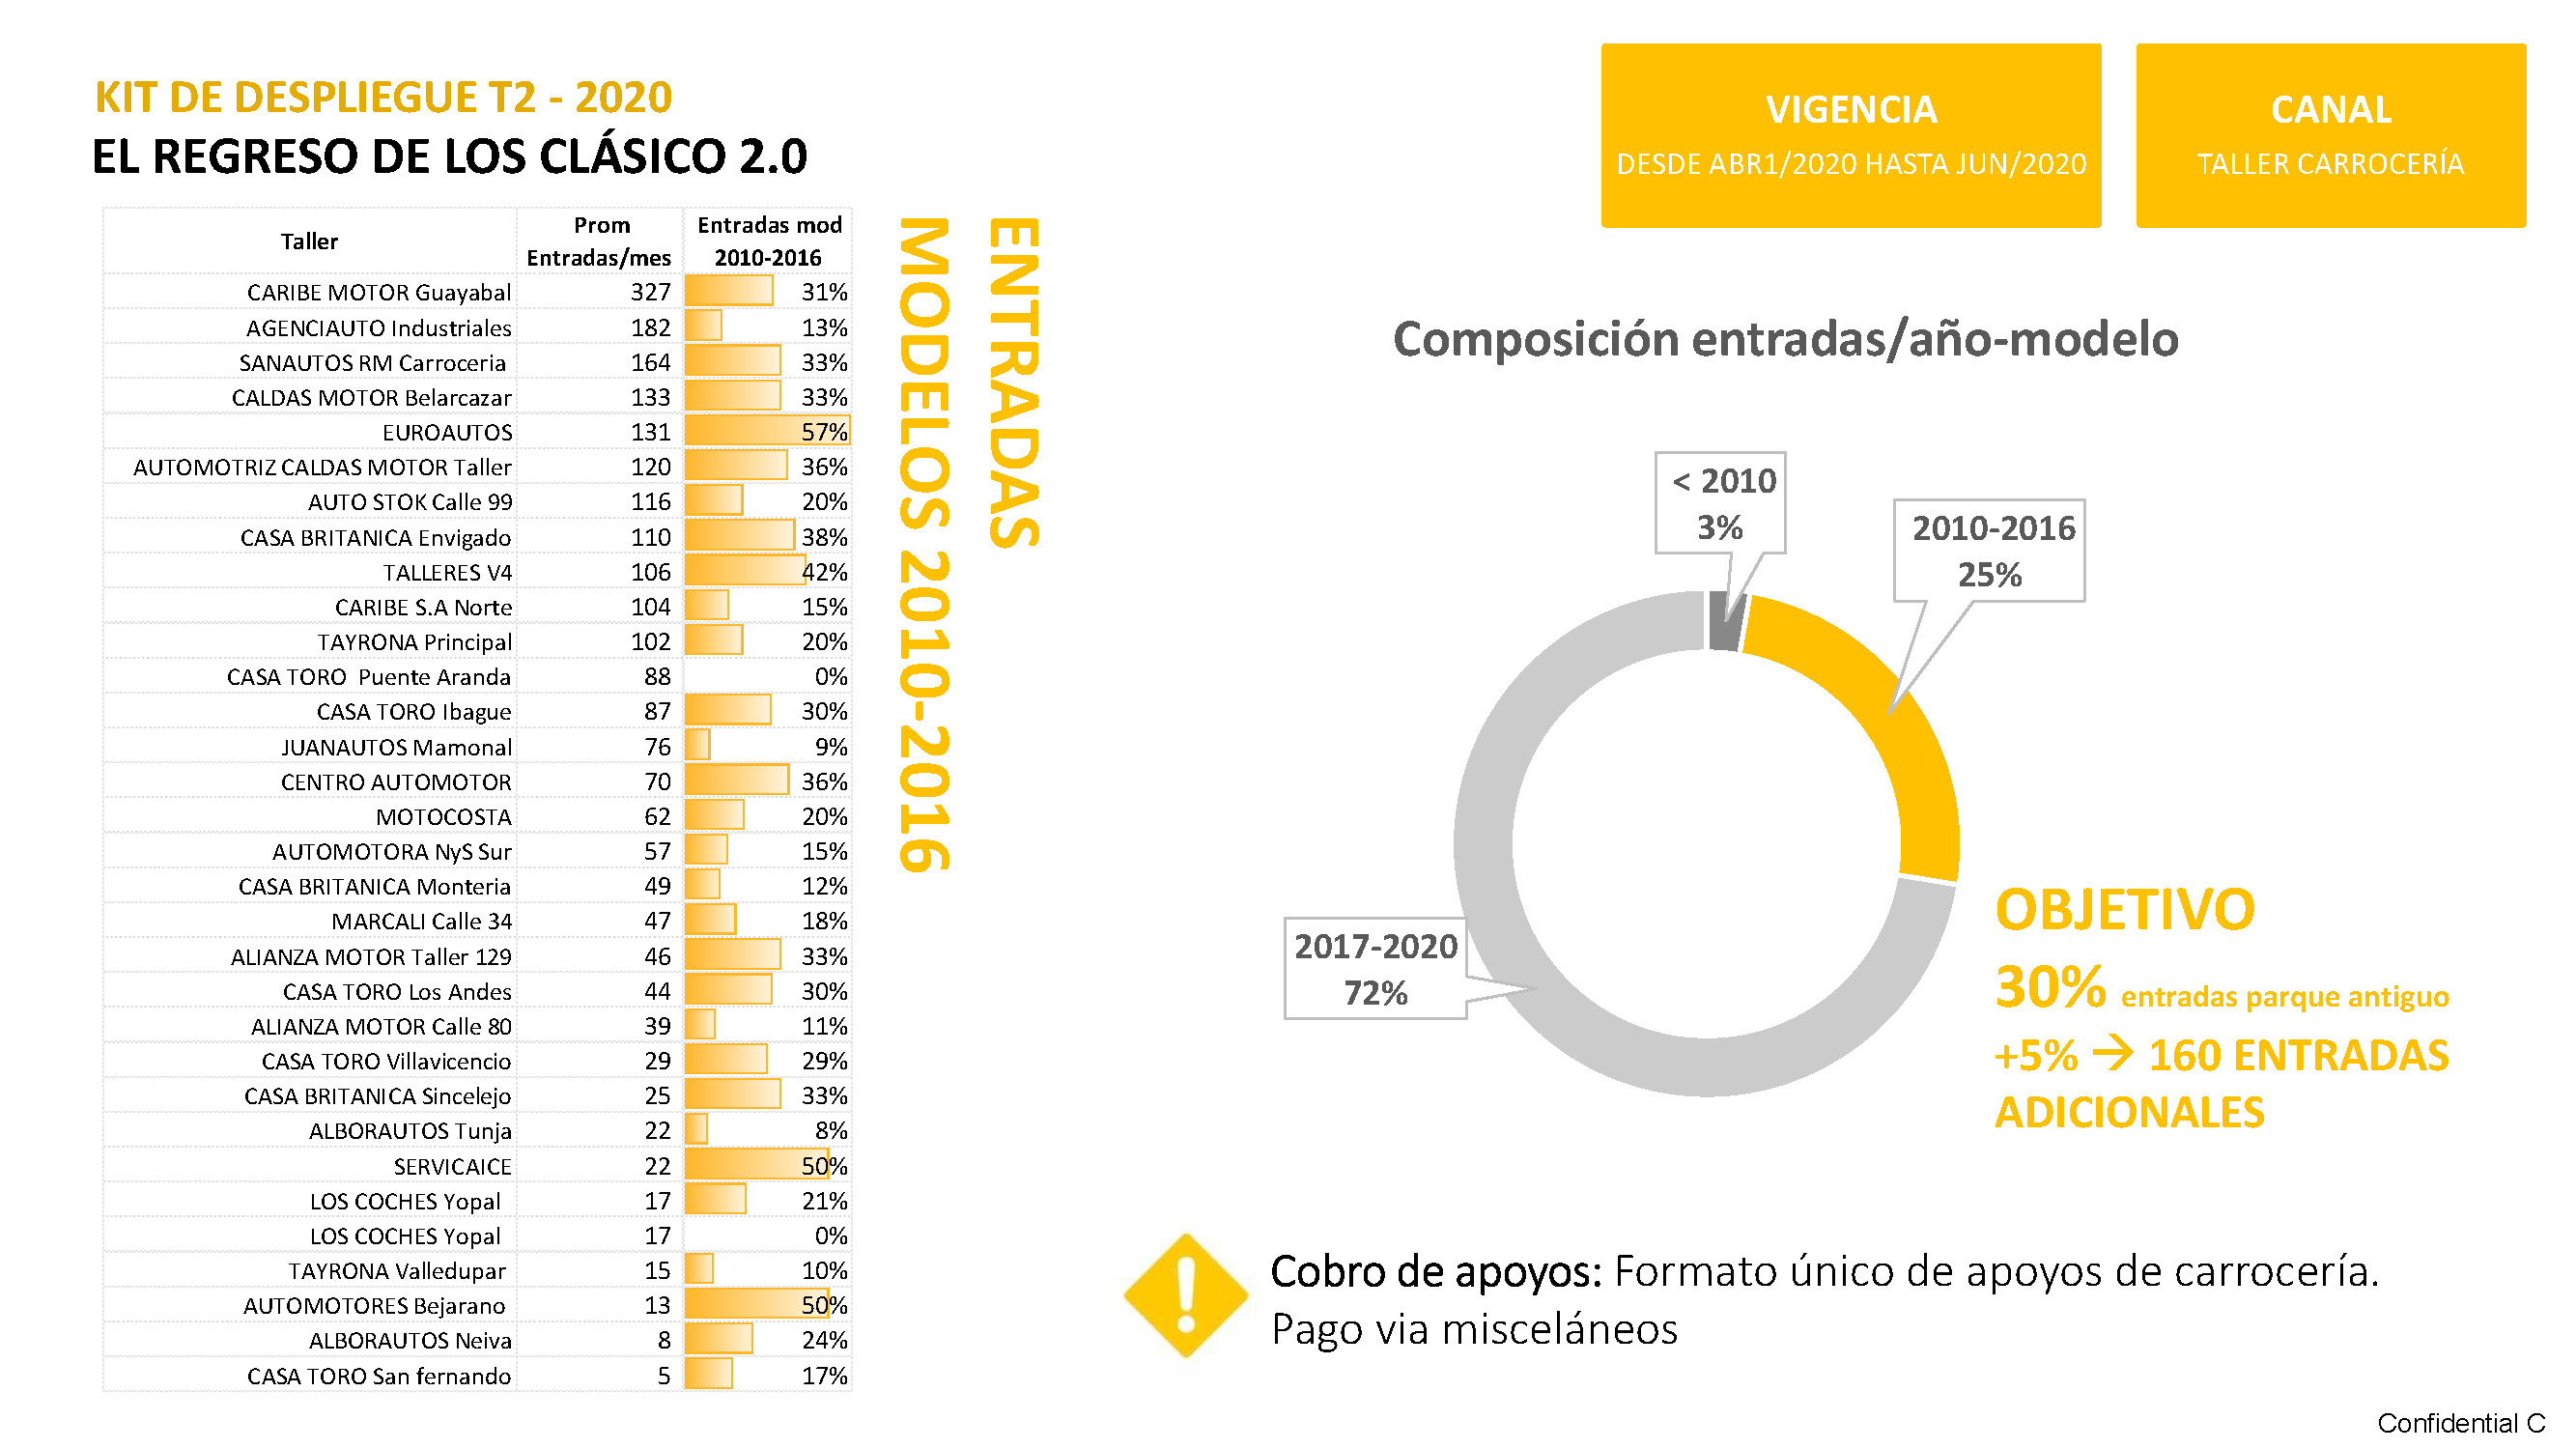 KIT DE DESPLIEGUE T2 - 2020
EL REGRESO DE LOS CLÁSICO 2.0
VIGENCIA
DESDE ABR1/2020 HASTA JUN/2020
CANAL
TALLER CARROCERÍA
Taller Prom Entradas/mes Entradas mod 2010-2016
CARIBE MOTOR Guayabal 327 31%
AGENCIAUTO Industriales 182 13%
SANAUTOS RM Carroceria 164 33%
CALDAS MOTOR Belarcazar 133 33%
EUROAUTOS 131 57%
AUTOMOTRIZ CALDAS MOTOR Taller 120 36%
AUTO STOK Calle 99 116 20%
CASA BRITANICA Envigado 110 38%
TALLERES V4 106 42%
CARIBE S.A Norte 104 15%
TAYRONA Principal 102 20%
CASA TORO Puente Aranda 88 0%
CASA TORO Ibague 87 30%
JUANAUTOS Mamonal 76 9%
CENTRO AUTOMOTOR 70 36%
MOTOCOSTA 62 20%
AUTOMOTORA NyS Sur 57 15%
CASA BRITANICA Monteria 49 12%
MARCALI Calle 34 47 18%
ALIANZA MOTOR Taller 129 46 33%
CASA TORO Los Andes 44 30%
ALIANZA MOTOR Calle 80 39 11%
CASA TORO Villavicencio 29 29%
CASA BRITANICA Sincelejo 25 33%
ALBORAUTOS Tunja 22 8%
SERVICAICE 22 50%
LOS COCHES Yopal 17 21%
LOS COCHES Yopal 17 0%
TAYRONA Valledupar 15 10%
AUTOMOTORES Bejarano 13 50%
ALBORAUTOS Neiva 8 24%
CASA TORO San fernando 5 17%
ENTRADAS
MODELOS 2010-2016
Composición entradas/año-modelo
< 2010
3%
2010-2016
25%
2017-2020
72%
OBJETIVO
30% entradas parque antiguo
+5% → 160 ENTRADAS
ADICIONALES
Cobro de apoyos: Formato único de apoyos de carrocería.
Pago via misceláneos
Confidential C